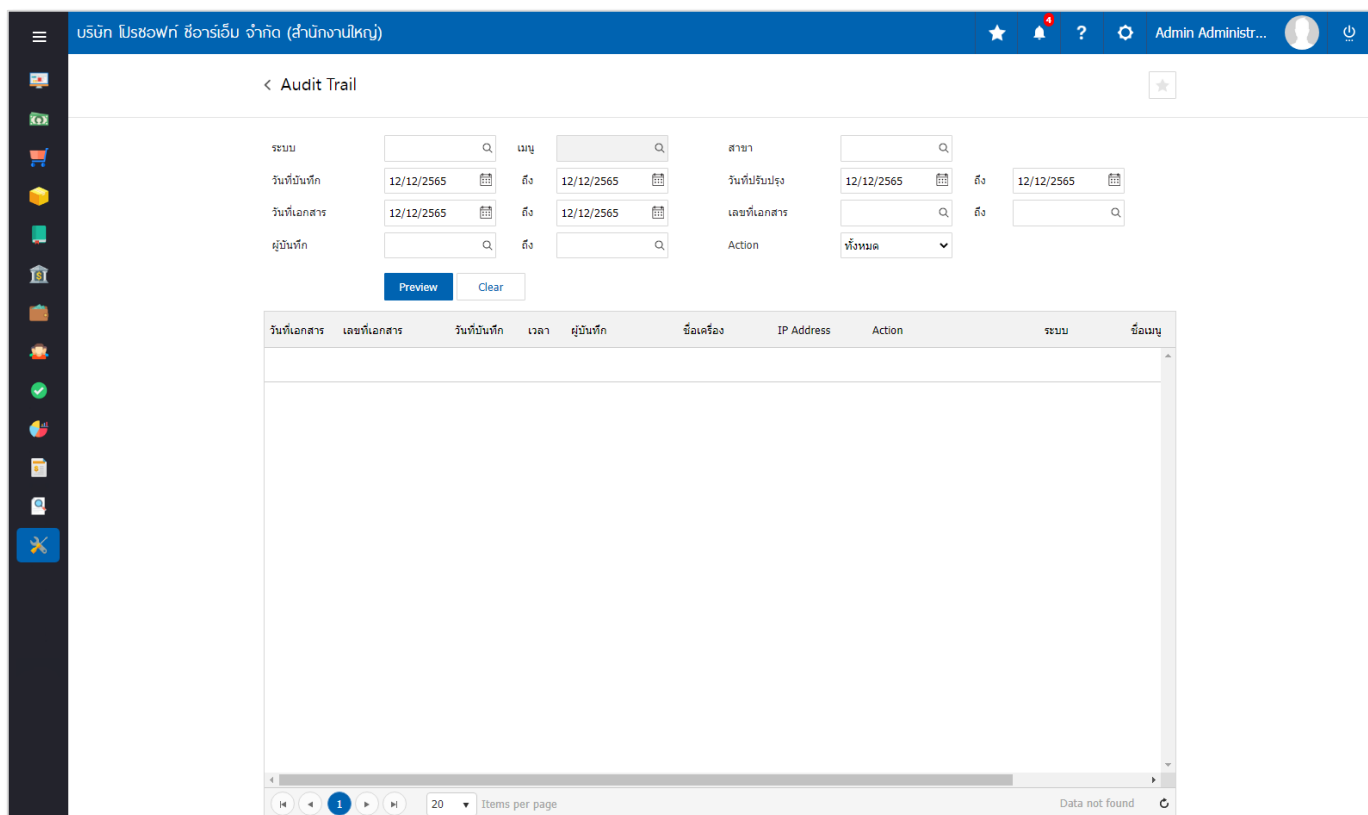 บริษัท โปรซอฟท์ ซีอาร์เอ็ม จำกัด (สำนักงานใหญ่) 4 ? Admin Administr...
< Audit Trail
ระบบ เมนู สาขา
วันที่บันทึก 12/12/2565 ถึง 12/12/2565 วันที่ปรับปรุง 12/12/2565 ถึง 12/12/2565
วันที่เอกสาร 12/12/2565 ถึง 12/12/2565 เลขที่เอกสาร ถึง
ผู้บันทึก ถึง Action ทั้งหมด
Preview Clear
วันที่เอกสาร เลขที่เอกสาร วันที่บันทึก เวลา ผู้บันทึก ชื่อเครื่อง IP Address Action ระบบ ชื่อเมนู
1 20 Items per page Data not found